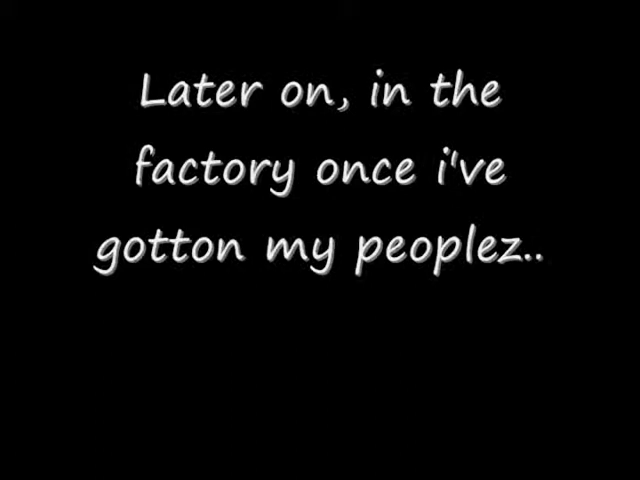 Later on, in the
factory once i've
gotton my peoplez..